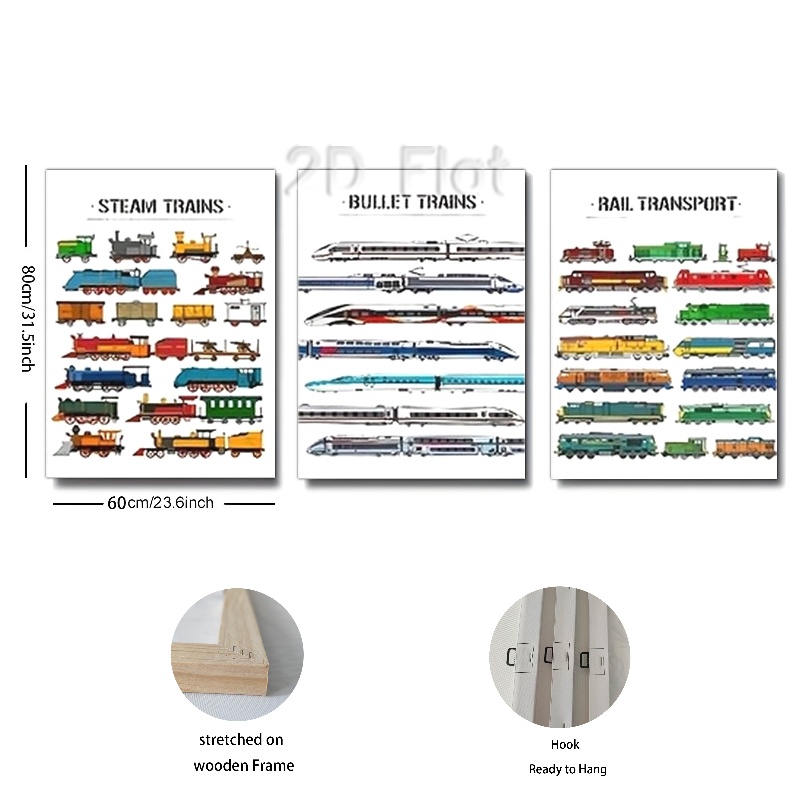 2D Flat
· STEAM TRAINS ·
· BULLET TRAINS ·
· RAIL TRANSPORT ·
80cm/31.5inch
60cm/23.6inch
stretched on
wooden Frame
Hook
Ready to Hang